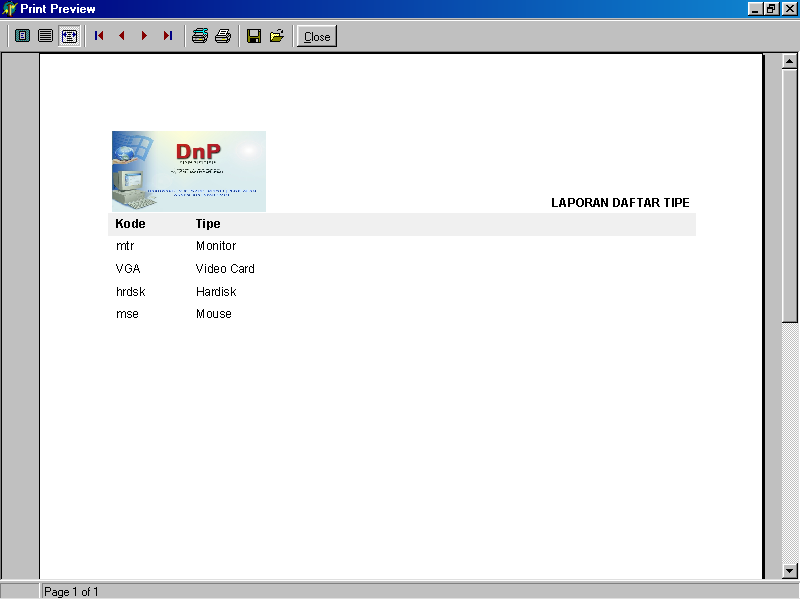 Print Preview
Close
DnP
LAPORAN DAFTAR TIPE
Kode Tipe
mtr Monitor
VGA Video Card
hrdsk Hardisk
mse Mouse
Page 1 of 1